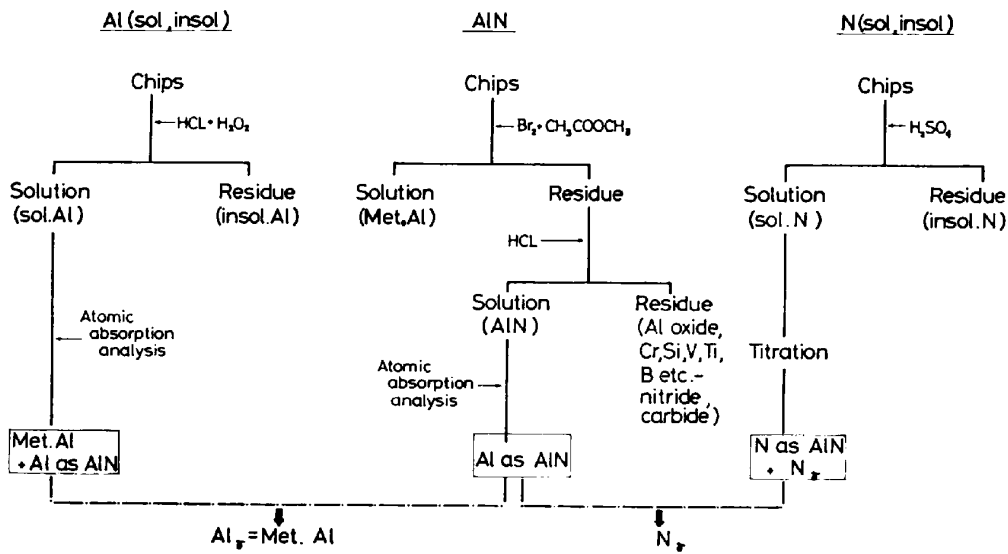 Al(sol,insol)
Chips
HCL+H₂O₂
Solution
(sol.Al)
Residue
(insol.Al)
Atomic
absorption
analysis
Met.Al
+Al as AlN
AlN
Chips
Br₂+CH₃COOCH₃
Solution
(Met.Al)
Residue
HCL
Solution
(AlN)
Residue
(Al oxide,
Cr,Si,V,Ti,
B etc.-
nitride,
carbide)
Atomic
absorption
analysis
Al as AlN
N(sol,insol)
Chips
H₂SO₄
Solution
(sol.N)
Residue
(insol.N)
Titration
N as AlN
+ Nγ
Alγ=Met. Al
Nγ